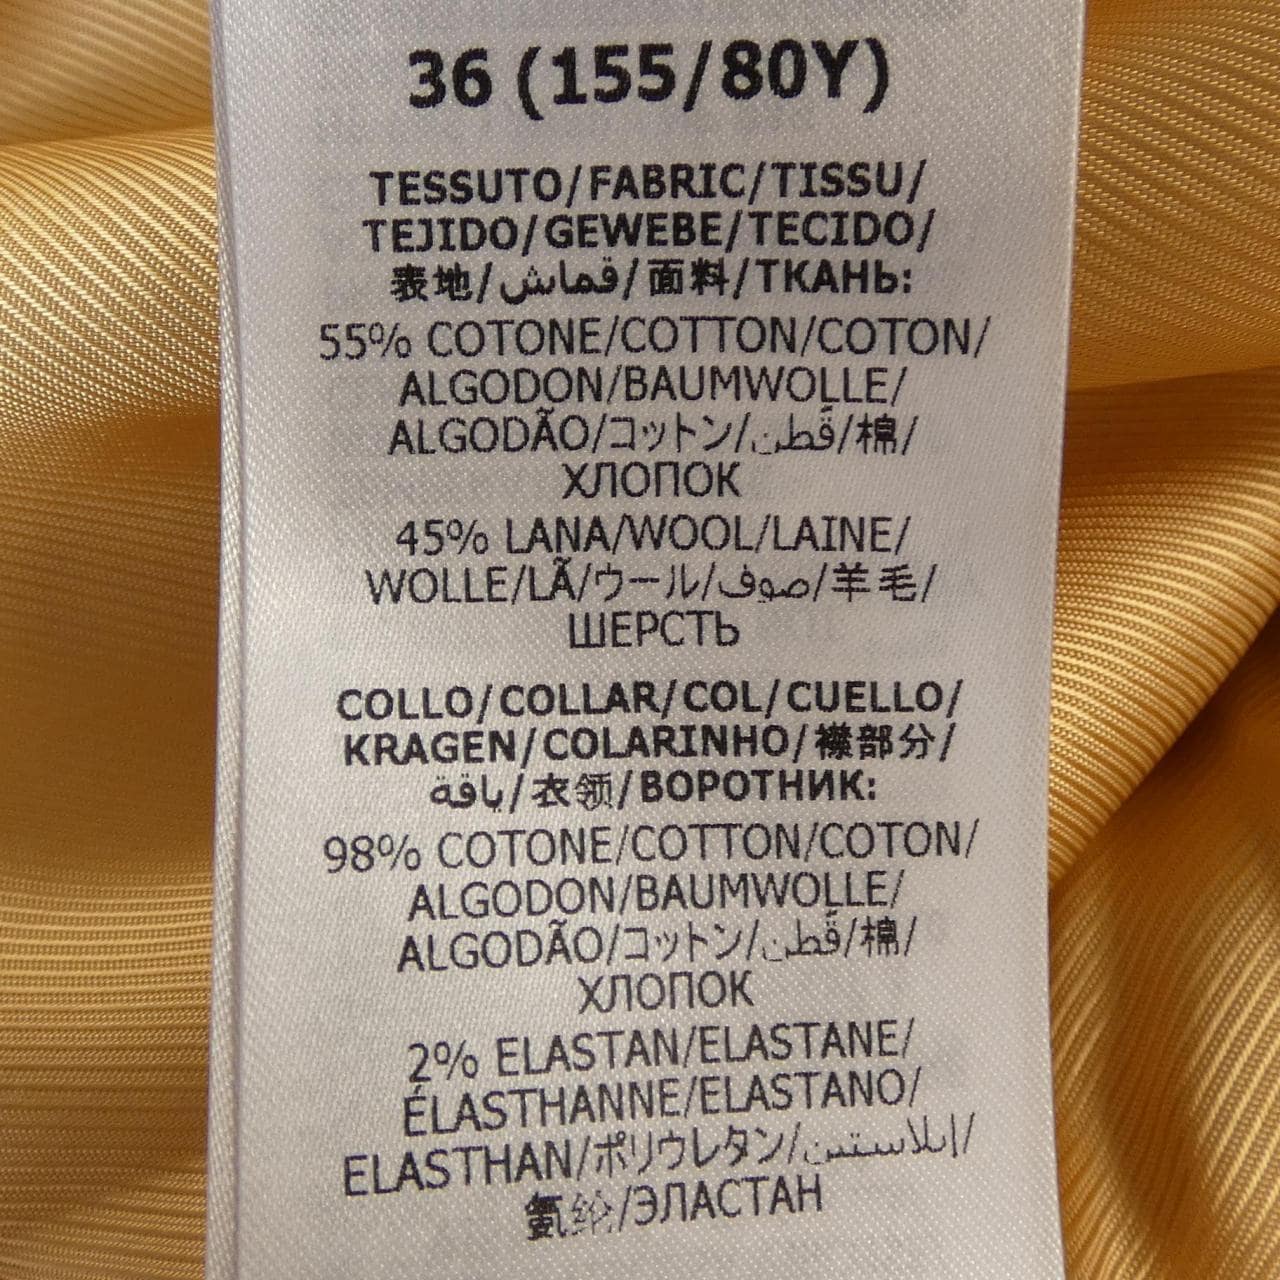 36 (155/80Y)
TESSUTO/FABRIC/TISSU/
TEJIDO/GEWEBE/TECIDO/
表地/قماش/面料/ТКАНЬ:
55% COTONE/COTTON/COTON/
ALGODON/BAUMWOLLE/
ALGODÃO/コットン/قُطن/棉/
ХЛОПОК
45% LANA/WOOL/LAINE/
WOLLE/LÃ/ウール/صوف/羊毛/
ШЕРСТЬ
COLLO/COLLAR/COL/CUELLO/
KRAGEN/COLARINHO/襟部分/
ياقة/衣领/ВОРОТНИК:
98% COTONE/COTTON/COTON/
ALGODON/BAUMWOLLE/
ALGODÃO/コットン/قُطن/棉/
ХЛОПОК
2% ELASTAN/ELASTANE/
ÉLASTHANNE/ELASTANO/
ELASTHAN/ポリウレタン/إيلاستين/
氨纶/ЭЛАСТАН